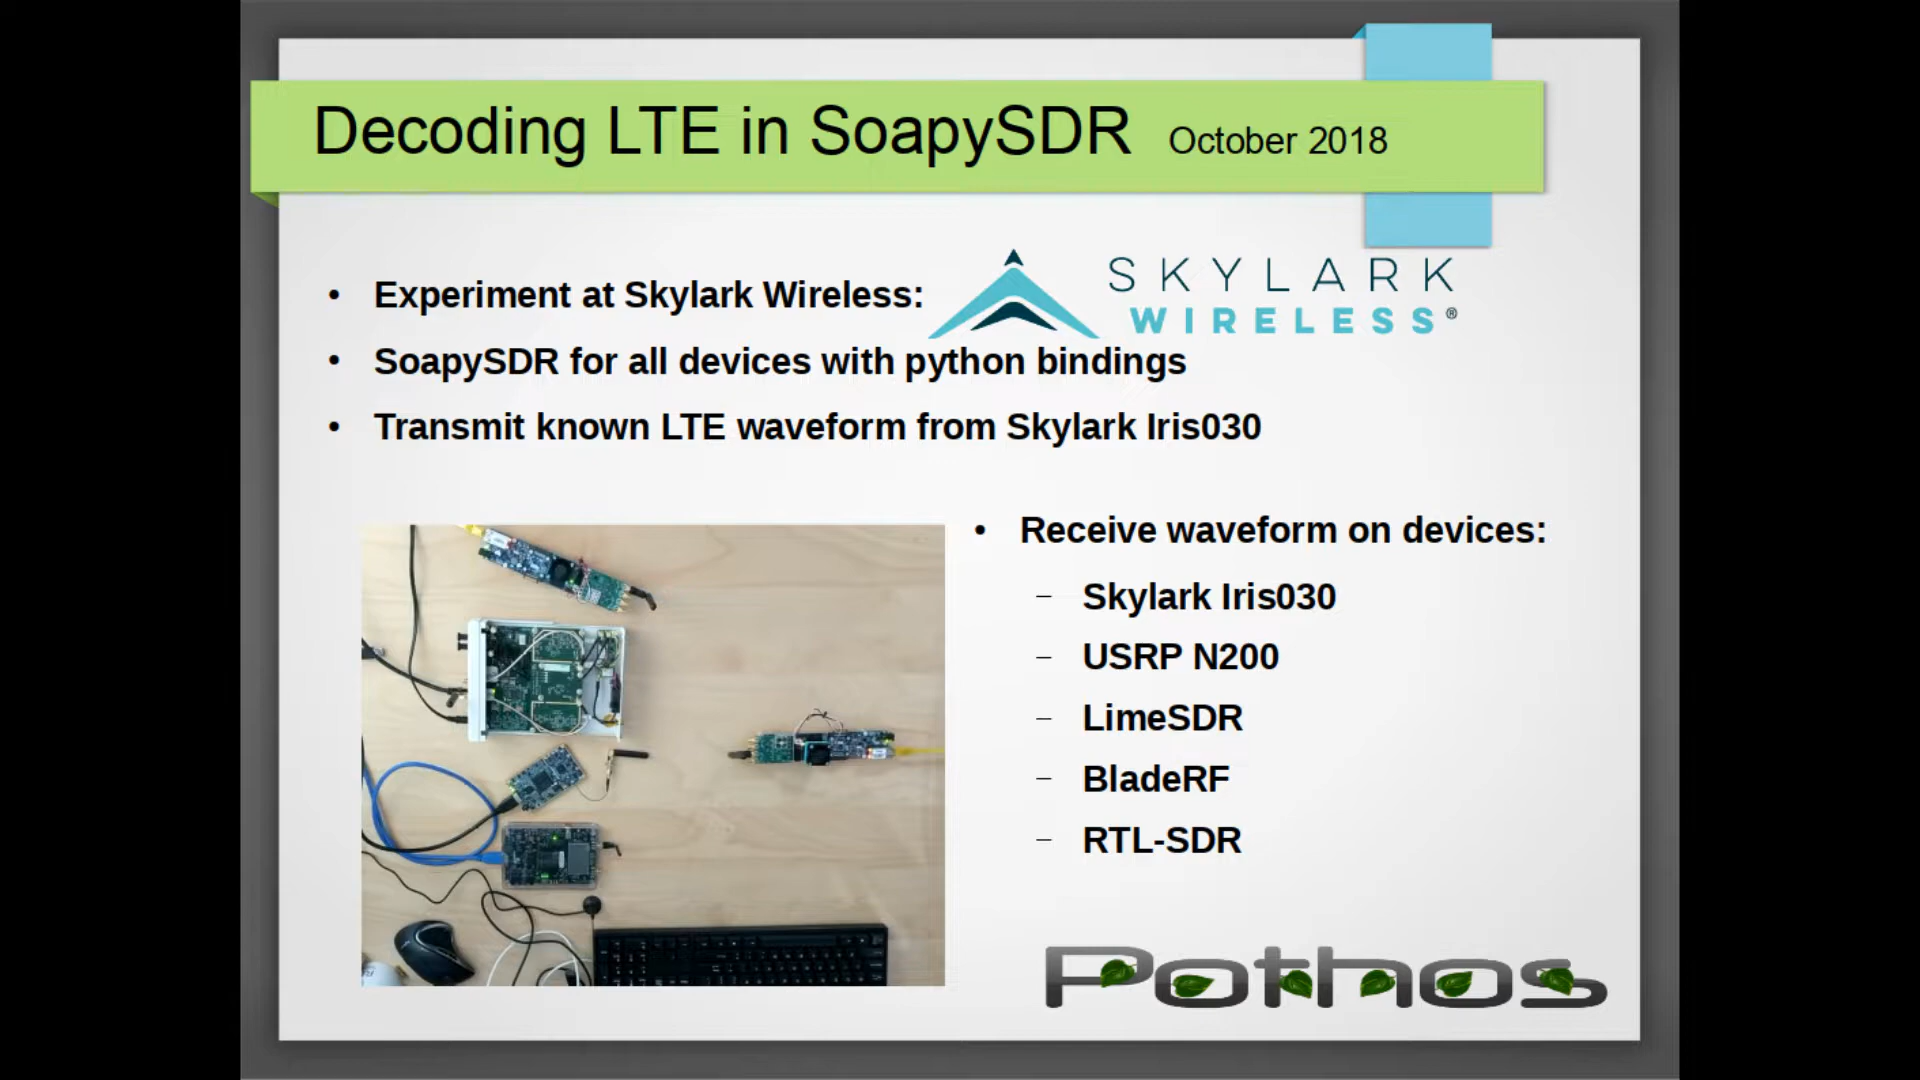 Decoding LTE in SoapySDR October 2018
• Experiment at Skylark Wireless:
SKYLARK
WIRELESS®
• SoapySDR for all devices with python bindings
• Transmit known LTE waveform from Skylark Iris030
• Receive waveform on devices:
– Skylark Iris030
– USRP N200
– LimeSDR
– BladeRF
– RTL-SDR
Pothos